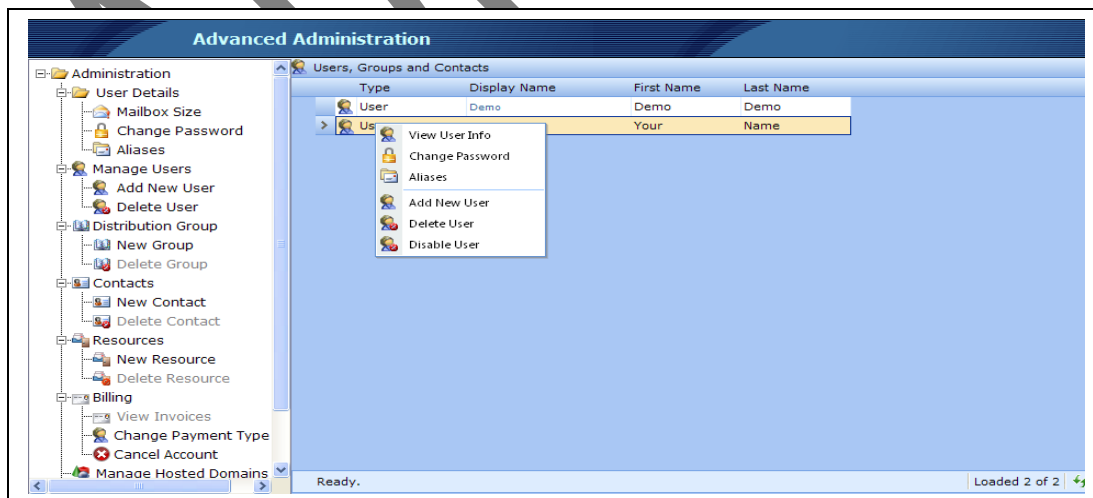 Advanced Administration
Administration
User Details
Mailbox Size
Change Password
Aliases
Manage Users
Add New User
Delete User
Distribution Group
New Group
Delete Group
Contacts
New Contact
Delete Contact
Resources
New Resource
Delete Resource
Billing
View Invoices
Change Payment Type
Cancel Account
Manage Hosted Domains
Users, Groups and Contacts
Type Display Name First Name Last Name
User Demo Demo Demo
Your Name
View User Info
Change Password
Aliases
Add New User
Delete User
Disable User
Ready. Loaded 2 of 2